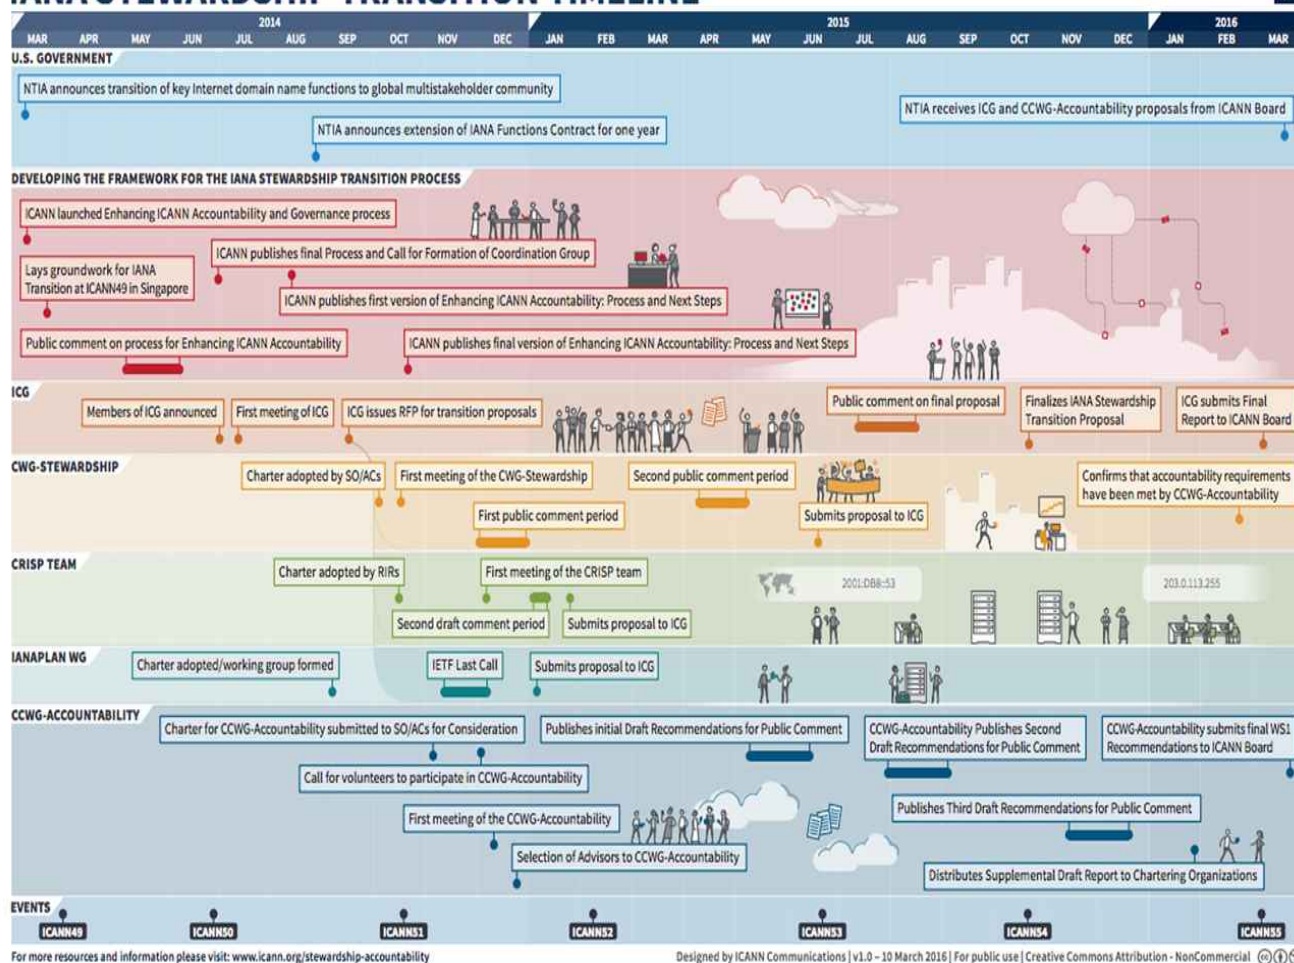 IANA STEWARDSHIP TRANSITION TIMELINE
2014
2015
2016
MAR APR MAY JUN JUL AUG SEP OCT NOV DEC JAN FEB MAR APR MAY JUN JUL AUG SEP OCT NOV DEC JAN FEB MAR
U.S. GOVERNMENT
NTIA announces transition of key Internet domain name functions to global multistakeholder community
NTIA receives ICG and CCWG-Accountability proposals from ICANN Board
NTIA announces extension of IANA Functions Contract for one year
DEVELOPING THE FRAMEWORK FOR THE IANA STEWARDSHIP TRANSITION PROCESS
ICANN launched Enhancing ICANN Accountability and Governance process
ICANN publishes final Process and Call for Formation of Coordination Group
Lays groundwork for IANA
Transition at ICANN49 in Singapore
ICANN publishes first version of Enhancing ICANN Accountability: Process and Next Steps
Public comment on process for Enhancing ICANN Accountability
ICANN publishes final version of Enhancing ICANN Accountability: Process and Next Steps
ICG
Members of ICG announced
First meeting of ICG
ICG issues RFP for transition proposals
Public comment on final proposal
Finalizes IANA Stewardship
Transition Proposal
ICG submits Final
Report to ICANN Board
CWG-STEWARDSHIP
Charter adopted by SO/ACs
First meeting of the CWG-Stewardship
Second public comment period
Confirms that accountability requirements
have been met by CCWG-Accountability
First public comment period
Submits proposal to ICG
CRISP TEAM
Charter adopted by RIRs
First meeting of the CRISP team
2001:DB8::53
203.0.113.255
Second draft comment period
Submits proposal to ICG
IANAPLAN WG
Charter adopted/working group formed
IETF Last Call
Submits proposal to ICG
CCWG-ACCOUNTABILITY
Charter for CCWG-Accountability submitted to SO/ACs for Consideration
Publishes initial Draft Recommendations for Public Comment
CCWG-Accountability Publishes Second
Draft Recommendations for Public Comment
CCWG-Accountability submits final WS1
Recommendations to ICANN Board
Call for volunteers to participate in CCWG-Accountability
First meeting of the CCWG-Accountability
Publishes Third Draft Recommendations for Public Comment
Selection of Advisors to CCWG-Accountability
Distributes Supplemental Draft Report to Chartering Organizations
EVENTS
ICANN49
ICANN50
ICANN51
ICANN52
ICANN53
ICANN54
ICANN55
For more resources and information please visit: www.icann.org/stewardship-accountability
Designed by ICANN Communications | v1.0 – 10 March 2016 | For public use | Creative Commons Attribution - NonCommercial